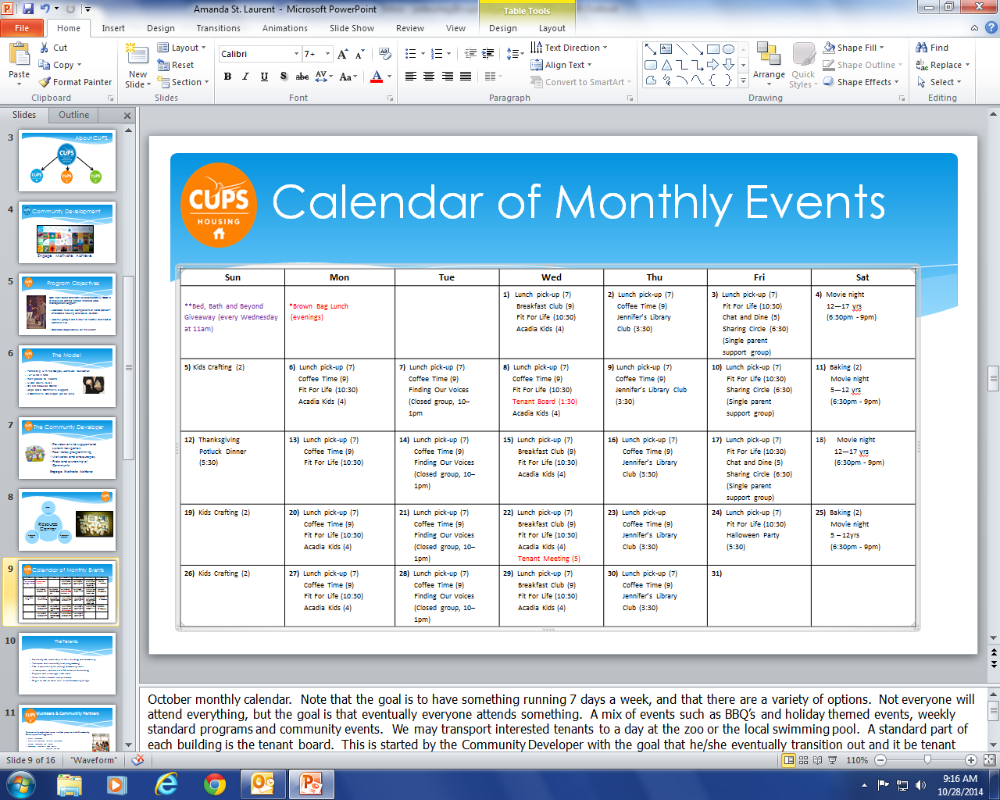 Amanda St. Laurent - Microsoft PowerPoint
Table Tools
File Home Insert Design Transitions Animations Slide Show Review View Design Layout
Paste
Cut
Copy
Format Painter
Clipboard
New Slide
Layout
Reset
Section
Slides
Calibri 7+
B I U S abc AV Aa A
Font
Text Direction
Align Text
Convert to SmartArt
Paragraph
Arrange
Quick Styles
Shape Fill
Shape Outline
Shape Effects
Drawing
Find
Replace
Select
Editing
Slides Outline
3
About CUPS
CUPS
4
Community Development
Engage Motivate Achieve
5
Program Objectives
6
The Model
7
The Community Developer
Engage Motivate Achieve
8
Resource Center
9
Calendar of Monthly Events
10
The Tenants
11
Volunteers & Community Partners
CUPS
HOUSING
Calendar of Monthly Events
Sun Mon Tue Wed Thu Fri Sat
**Bed, Bath and Beyond
Giveaway (every Wednesday
at 11am)
*Brown Bag Lunch
(evenings)
1) Lunch pick-up (7)
Breakfast Club (9)
Fit For Life (10:30)
Acadia Kids (4)
2) Lunch pick-up (7)
Coffee Time (9)
Jennifer's Library
Club (3:30)
3) Lunch pick-up (7)
Fit For Life (10:30)
Chat and Dine (5)
Sharing Circle (6:30)
(Single parent
support group)
4) Movie night
12—17 yrs
(6:30pm -9pm)
5) Kids Crafting (2)
6) Lunch pick-up (7)
Coffee Time (9)
Fit For Life (10:30)
Acadia Kids (4)
7) Lunch pick-up (7)
Coffee Time (9)
Finding Our Voices
(Closed group, 10–
1pm
8) Lunch pick-up (7)
Coffee Time (9)
Fit For Life (10:30)
Tenant Board (1:30)
Acadia Kids (4)
9) Lunch pick-up (7)
Coffee Time (9)
Jennifer's Library Club
(3:30)
10) Lunch pick-up (7)
Fit For Life (10:30)
Sharing Circle (6:30)
(Single parent
support group)
11) Baking (2)
Movie night
5—12 yrs
(6:30pm - 9pm)
12) Thanksgiving
Potluck Dinner
(5:30)
13) Lunch pick-up (7)
Coffee Time (9)
Fit For Life (10:30)
14) Lunch pick-up (7)
Coffee Time (9)
Finding Our Voices
(Closed group, 10–
1pm)
15) Lunch pick-up (7)
Breakfast Club (9)
Fit For Life (10:30)
Acadia Kids (4)
16) Lunch pick-up (7)
Coffee Time (9)
Jennifer's Library
Club (3:30)
17) Lunch pick-up (7)
Fit For Life (10:30)
Chat and Dine (5)
Sharing Circle (6:30)
(Single parent
support group)
18) Movie night
12—17 yrs
(6:30pm - 9pm)
19) Kids Crafting (2)
20) Lunch pick-up (7)
Coffee Time (9)
Fit For Life (10:30)
Acadia Kids (4)
21) Lunch pick-up (7)
Coffee Time (9)
Finding Our Voices
(Closed group, 10–
1pm)
22) Lunch pick-up (7)
Breakfast Club (9)
Fit For Life (10:30)
Acadia Kids (4)
Tenant Meeting (5)
23) Lunch pick-up
Coffee Time (9)
Jennifer's Library
Club (3:30)
24) Lunch pick-up (7)
Fit For Life (10:30)
Halloween Party
(5:30)
25) Baking (2)
Movie night
5 – 12yrs
(6:30pm - 9pm)
26) Kids Crafting (2)
27) Lunch pick-up (7)
Coffee Time (9)
Fit For Life (10:30)
Acadia Kids (4)
28) Lunch pick-up (7)
Coffee Time (9)
Finding Our Voices
(Closed group, 10–
1pm)
29) Lunch pick-up (7)
Breakfast Club (9)
Fit For Life (10:30)
Acadia Kids (4)
30) Lunch pick-up (7)
Coffee Time (9)
Jennifer's Library
Club (3:30)
31)
October monthly calendar. Note that the goal is to have something running 7 days a week, and that there are a variety of options. Not everyone will
attend everything, but the goal is that eventually everyone attends something. A mix of events such as BBQ's and holiday themed events, weekly
standard programs and community events. We may transport interested tenants to a day at the zoo or the local swimming pool. A standard part of
each building is the tenant board. This is started by the Community Developer with the goal that he/she eventually transition out and it be tenant
Slide 9 of 16 "Waveform" 110%
9:16 AM
10/28/2014